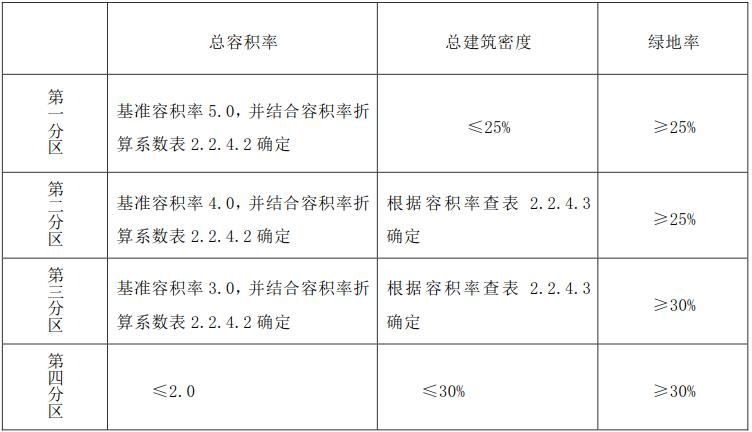 总容积率 总建筑密度 绿地率
第一分区
基准容积率 5.0，并结合容积率折
算系数表 2.2.4.2 确定
≤25%
≥25%
第二分区
基准容积率 4.0，并结合容积率折
算系数表 2.2.4.2 确定
根据容积率查表 2.2.4.3
确定
≥25%
第三分区
基准容积率 3.0，并结合容积率折
算系数表 2.2.4.2 确定
根据容积率查表 2.2.4.3
确定
≥30%
第四分区
≤2.0
≤30%
≥30%